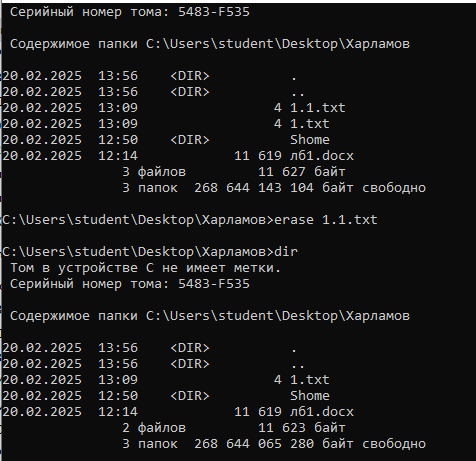 Серийный номер тома: 5483-F535
Содержимое папки C:\Users\student\Desktop\Харламов
20.02.2025  13:56    <DIR>          .
20.02.2025  13:56    <DIR>          ..
20.02.2025  13:09                 4 1.1.txt
20.02.2025  13:09                 4 1.txt
20.02.2025  12:50    <DIR>          Shome
20.02.2025  12:14            11 619 лб1.docx
3 файлов         11 627 байт
3 папок  268 644 143 104 байт свободно
C:\Users\student\Desktop\Харламов>erase 1.1.txt
C:\Users\student\Desktop\Харламов>dir
Том в устройстве C не имеет метки.
Серийный номер тома: 5483-F535
Содержимое папки C:\Users\student\Desktop\Харламов
20.02.2025  13:56    <DIR>          .
20.02.2025  13:56    <DIR>          ..
20.02.2025  13:09                 4 1.txt
20.02.2025  12:50    <DIR>          Shome
20.02.2025  12:14            11 619 лб1.docx
2 файлов         11 623 байт
3 папок  268 644 065 280 байт свободно